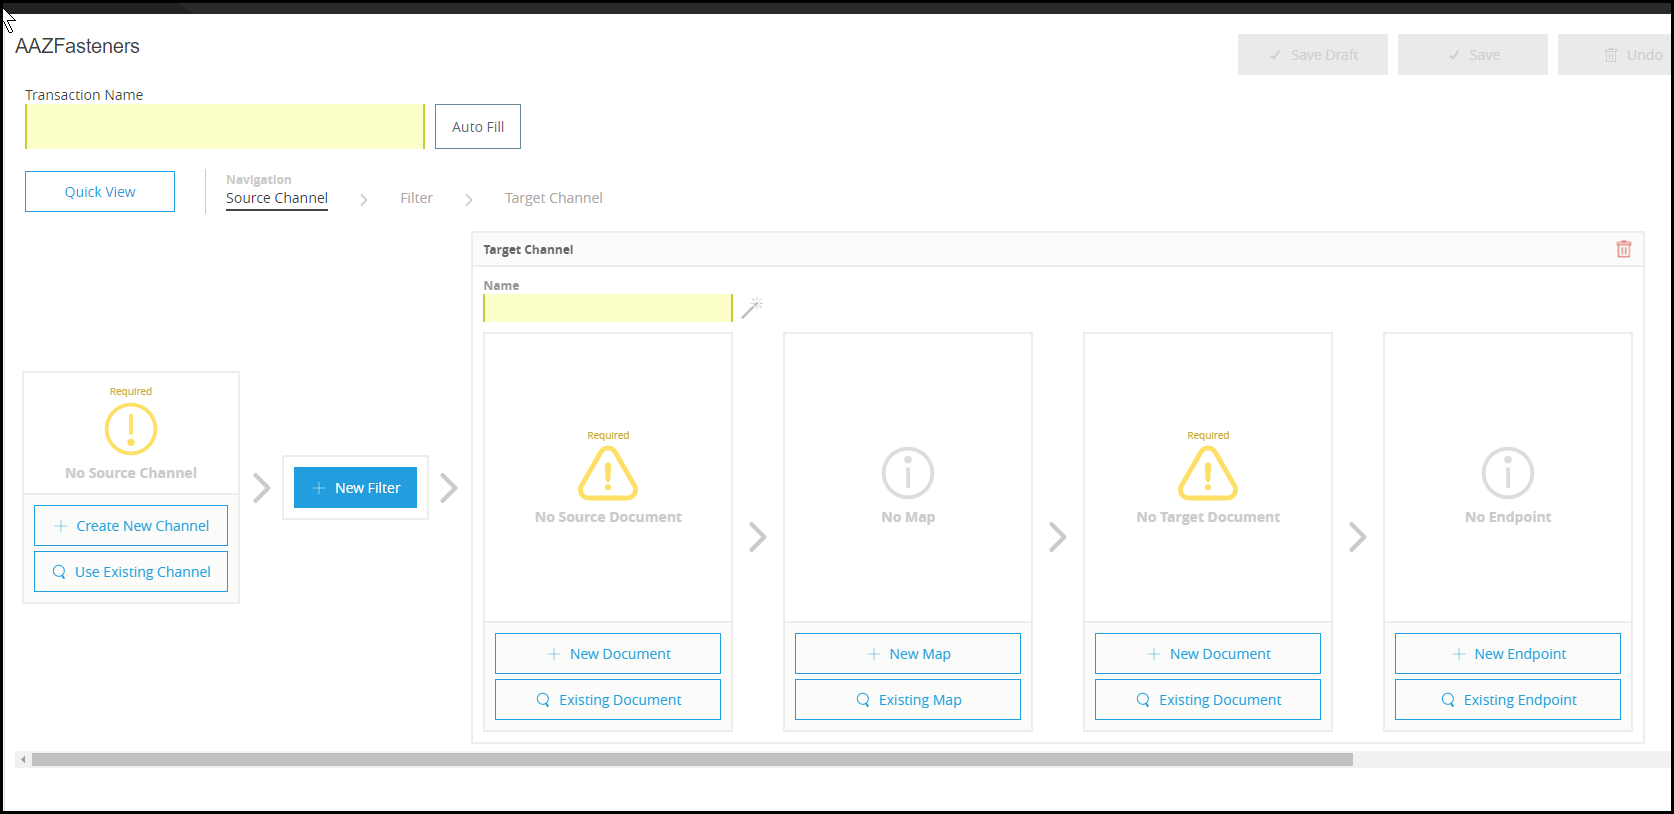 AAZFasteners
Save Draft
Save
Undo
Transaction Name
Auto Fill
Quick View
Navigation
Source Channel
Filter
Target Channel
Target Channel
Name
Required
No Source Channel
Create New Channel
Use Existing Channel
New Filter
Required
No Source Document
New Document
Existing Document
No Map
New Map
Existing Map
Required
No Target Document
New Document
Existing Document
No Endpoint
New Endpoint
Existing Endpoint